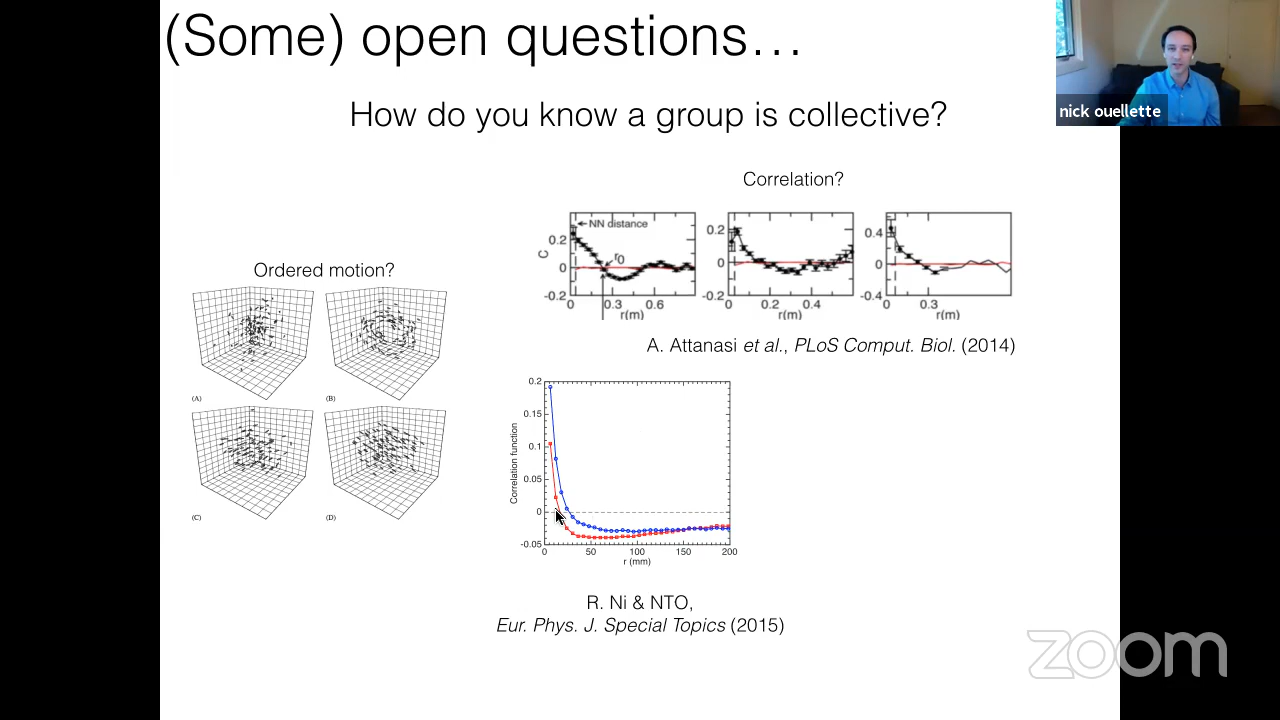 (Some) open questions…
nick ouellette
How do you know a group is collective?
Correlation?
← NN distance
r0
C
0.2
0
-0.2
0 0.3 0.6
r(m)
0.2
0
-0.2
0 0.2 0.4
r(m)
0.4
0
-0.4
0 0.3
r(m)
A. Attanasi et al., PLoS Comput. Biol. (2014)
Ordered motion?
(A) (B)
(C) (D)
Correlation function
0.2
0.15
0.1
0.05
0
-0.05
0 50 100 150 200
r (mm)
R. Ni & NTO,
Eur. Phys. J. Special Topics (2015)
zoom